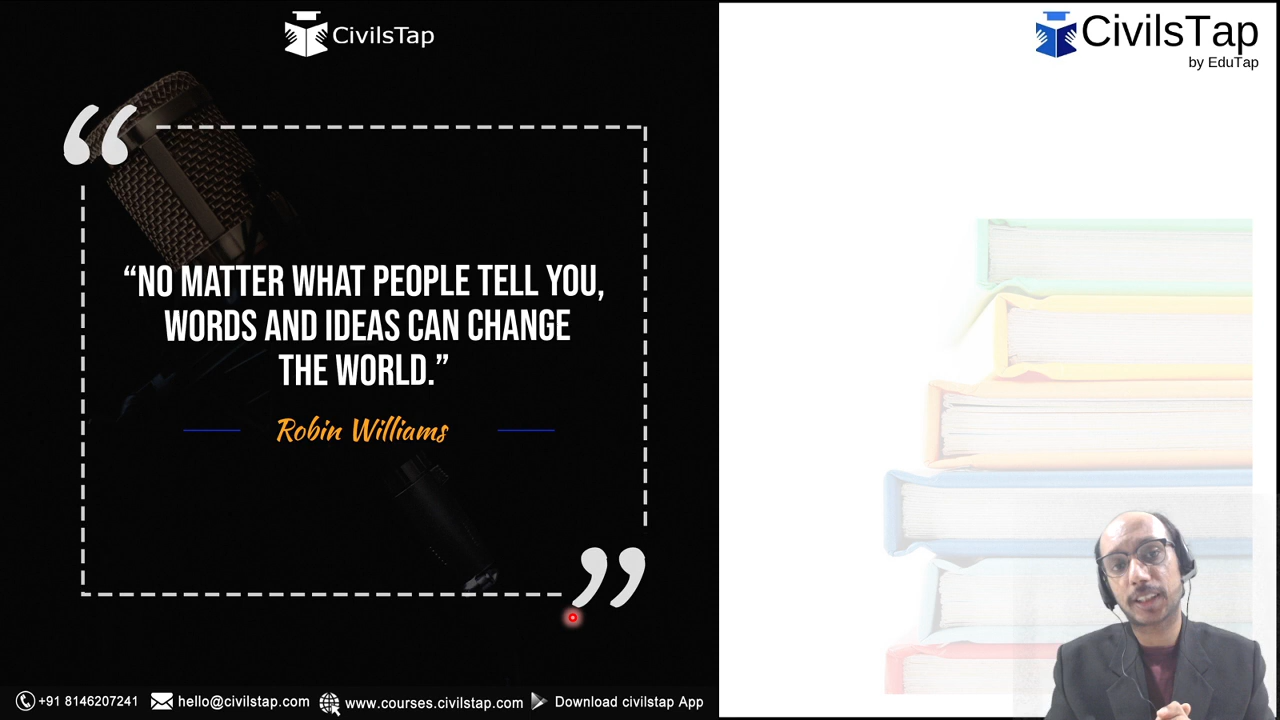 CivilsTap
CivilsTap
by EduTap
“NO MATTER WHAT PEOPLE TELL YOU,
WORDS AND IDEAS CAN CHANGE
THE WORLD.”
Robin Williams
+91 8146207241 hello@civilstap.com www.courses.civilstap.com Download civilstap App